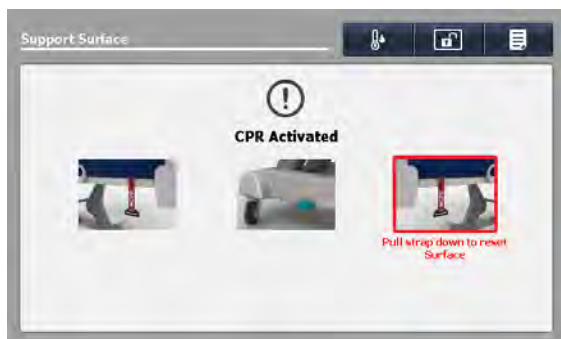 Support Surface
CPR Activated
Pull strap down to reset
Surface